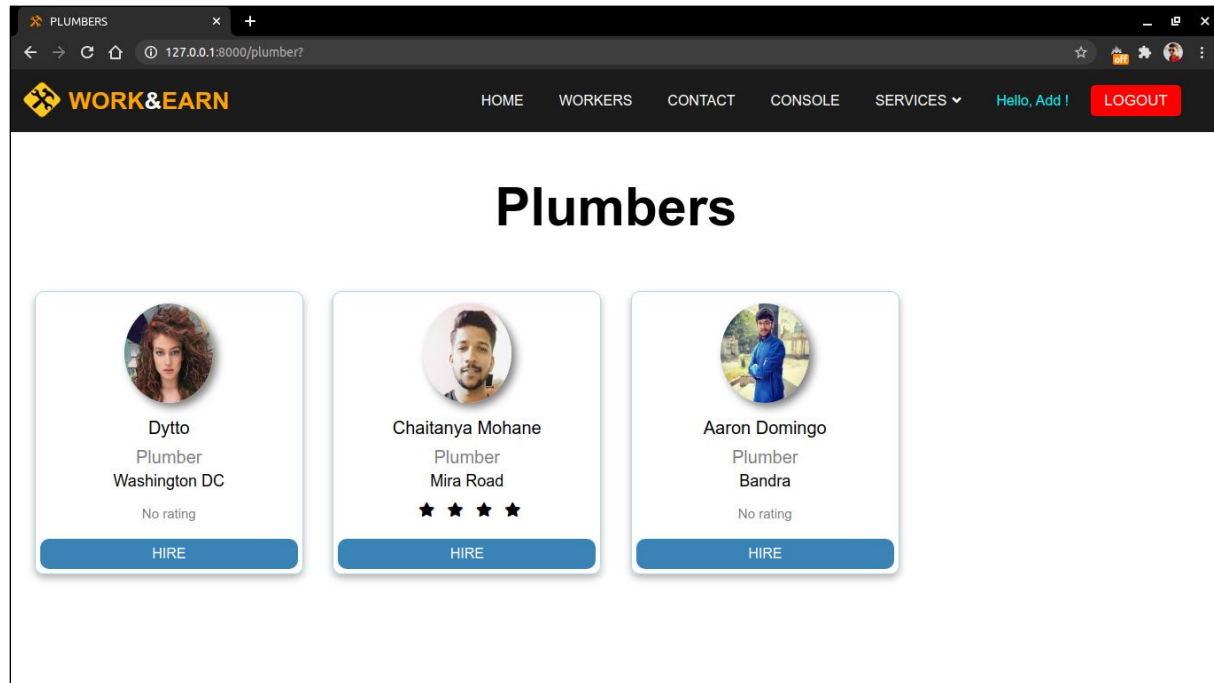 PLUMBERS
127.0.0.1:8000/plumber?
off
WORK&EARN HOME WORKERS CONTACT CONSOLE SERVICES Hello, Add ! LOGOUT
Plumbers
Dytto
Plumber
Washington DC
No rating
HIRE
Chaitanya Mohane
Plumber
Mira Road
HIRE
Aaron Domingo
Plumber
Bandra
No rating
HIRE